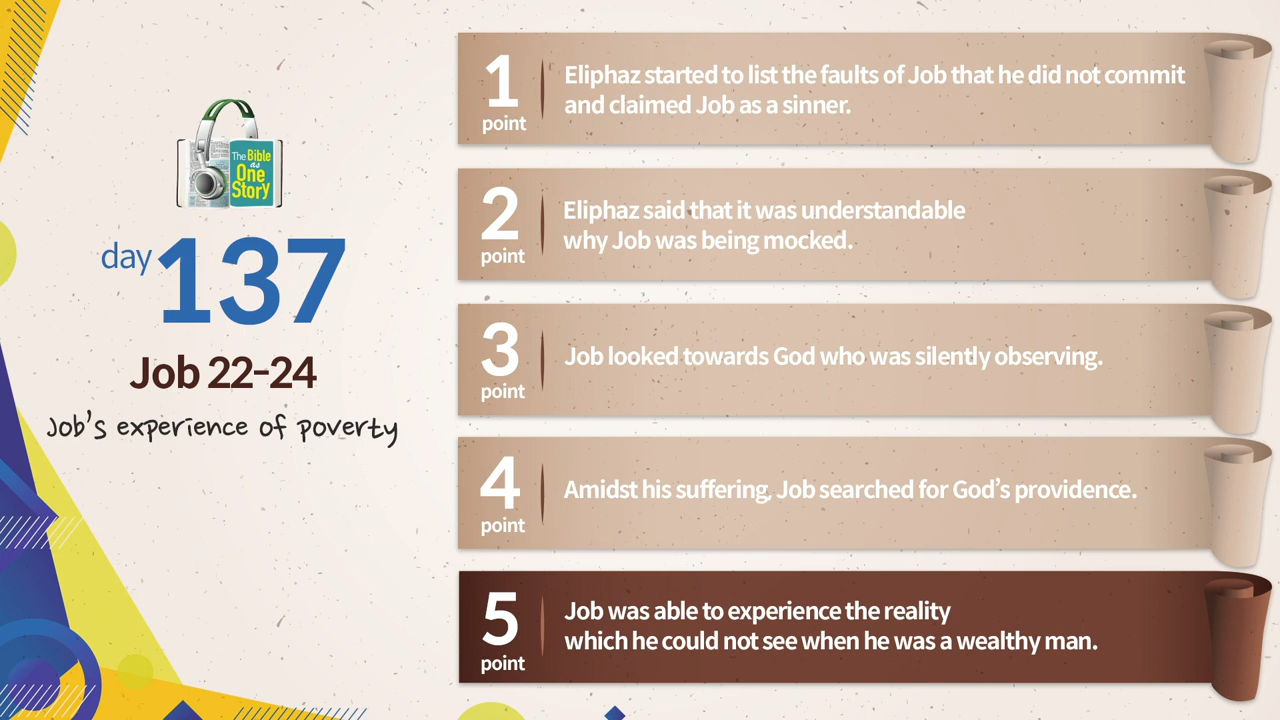 The Bible
as
One
Story
day 137
Job 22-24
Job's experience of poverty
1
point
Eliphaz started to list the faults of Job that he did not commit
and claimed Job as a sinner.
2
point
Eliphaz said that it was understandable
why Job was being mocked.
3
point
Job looked towards God who was silently observing.
4
point
Amidst his suffering, Job searched for God's providence.
5
point
Job was able to experience the reality
which he could not see when he was a wealthy man.